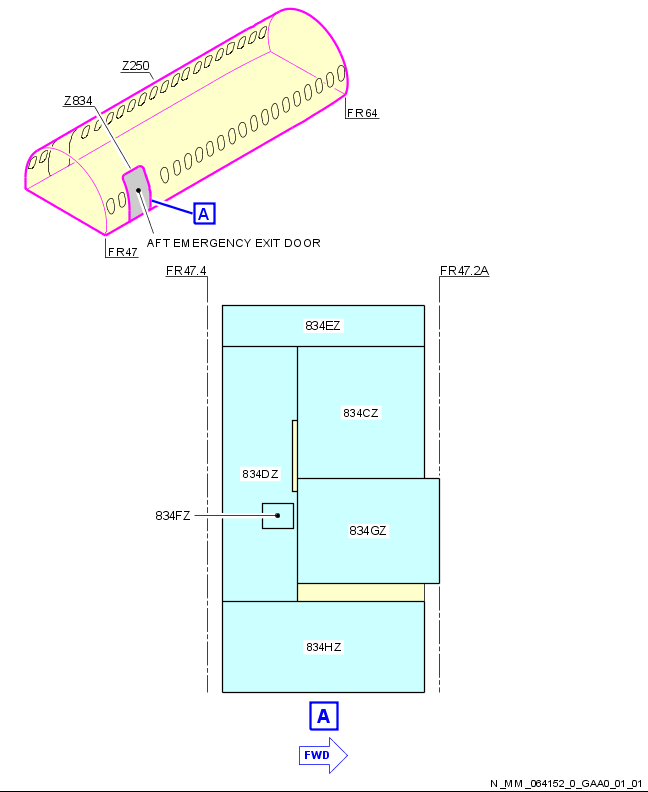 Z250
Z834
FR64
A
AFT EMERGENCY EXIT DOOR
FR47
FR47.4
FR47.2A
834EZ
834CZ
834DZ
834FZ
834GZ
834HZ
A
FWD
N_MM_064152_0_GAA0_01_01